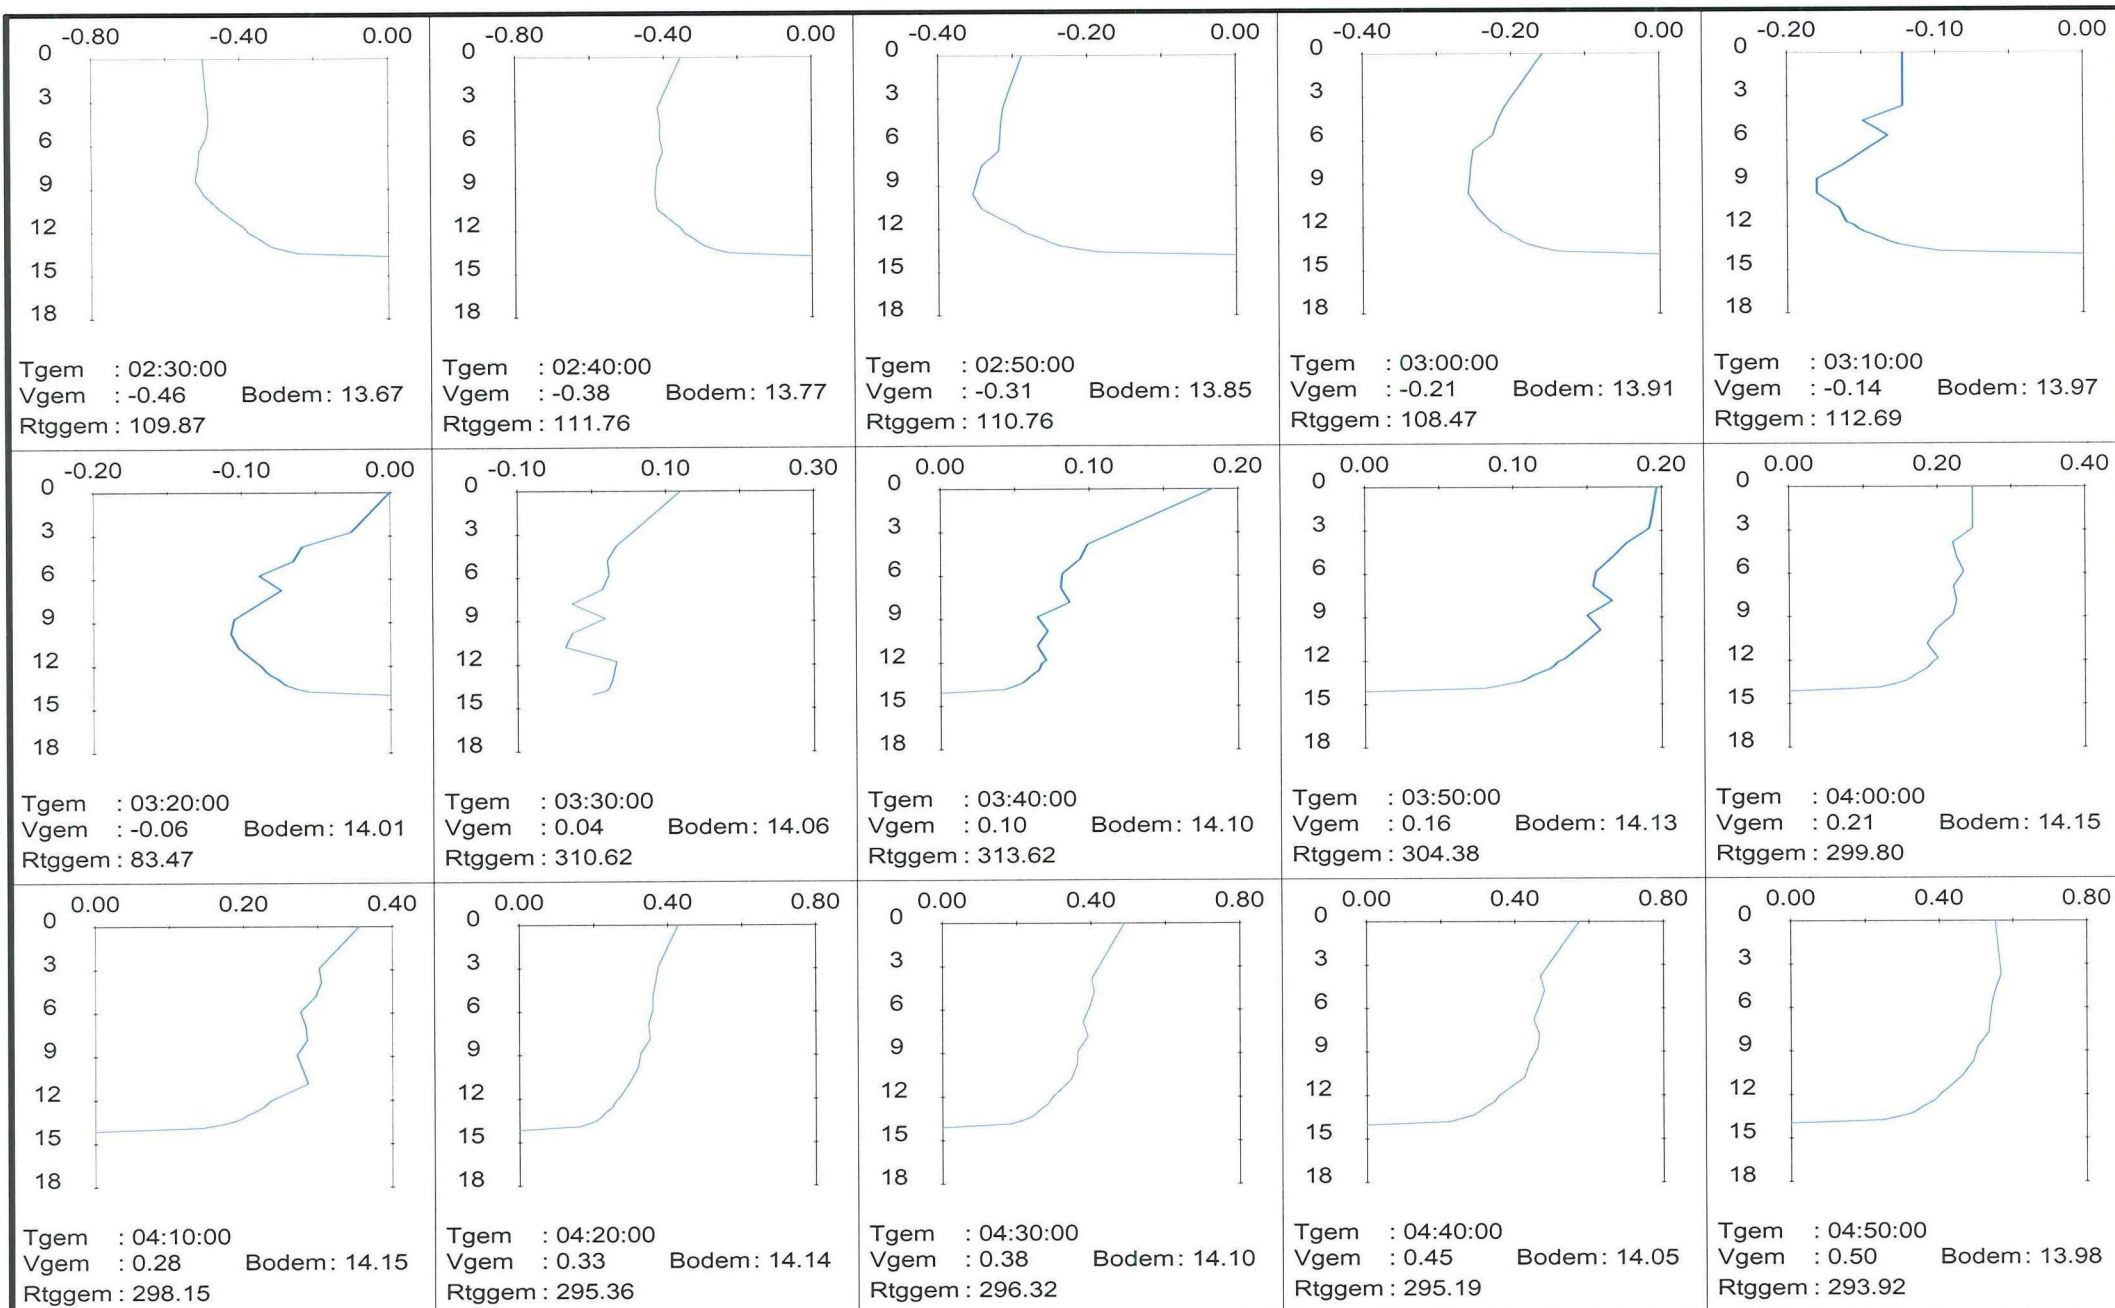 -0.80 -0.40 0.00
0
3
6
9
12
15
18
Tgem : 02:30:00
Vgem : -0.46 Bodem: 13.67
Rtggem : 109.87
-0.80 -0.40 0.00
0
3
6
9
12
15
18
Tgem : 02:40:00
Vgem : -0.38 Bodem: 13.77
Rtggem : 111.76
-0.40 -0.20 0.00
0
3
6
9
12
15
18
Tgem : 02:50:00
Vgem : -0.31 Bodem: 13.85
Rtggem : 110.76
-0.40 -0.20 0.00
0
3
6
9
12
15
18
Tgem : 03:00:00
Vgem : -0.21 Bodem: 13.91
Rtggem : 108.47
-0.20 -0.10 0.00
0
3
6
9
12
15
18
Tgem : 03:10:00
Vgem : -0.14 Bodem: 13.97
Rtggem : 112.69
-0.20 -0.10 0.00
0
3
6
9
12
15
18
Tgem : 03:20:00
Vgem : -0.06 Bodem: 14.01
Rtggem : 83.47
-0.10 0.10 0.30
0
3
6
9
12
15
18
Tgem : 03:30:00
Vgem : 0.04 Bodem: 14.06
Rtggem : 310.62
0.00 0.10 0.20
0
3
6
9
12
15
18
Tgem : 03:40:00
Vgem : 0.10 Bodem: 14.10
Rtggem : 313.62
0.00 0.10 0.20
0
3
6
9
12
15
18
Tgem : 03:50:00
Vgem : 0.16 Bodem: 14.13
Rtggem : 304.38
0.00 0.20 0.40
0
3
6
9
12
15
18
Tgem : 04:00:00
Vgem : 0.21 Bodem: 14.15
Rtggem : 299.80
0.00 0.20 0.40
0
3
6
9
12
15
18
Tgem : 04:10:00
Vgem : 0.28 Bodem: 14.15
Rtggem : 298.15
0.00 0.40 0.80
0
3
6
9
12
15
18
Tgem : 04:20:00
Vgem : 0.33 Bodem: 14.14
Rtggem : 295.36
0.00 0.40 0.80
0
3
6
9
12
15
18
Tgem : 04:30:00
Vgem : 0.38 Bodem: 14.10
Rtggem : 296.32
0.00 0.40 0.80
0
3
6
9
12
15
18
Tgem : 04:40:00
Vgem : 0.45 Bodem: 14.05
Rtggem : 295.19
0.00 0.40 0.80
0
3
6
9
12
15
18
Tgem : 04:50:00
Vgem : 0.50 Bodem: 13.98
Rtggem : 293.92